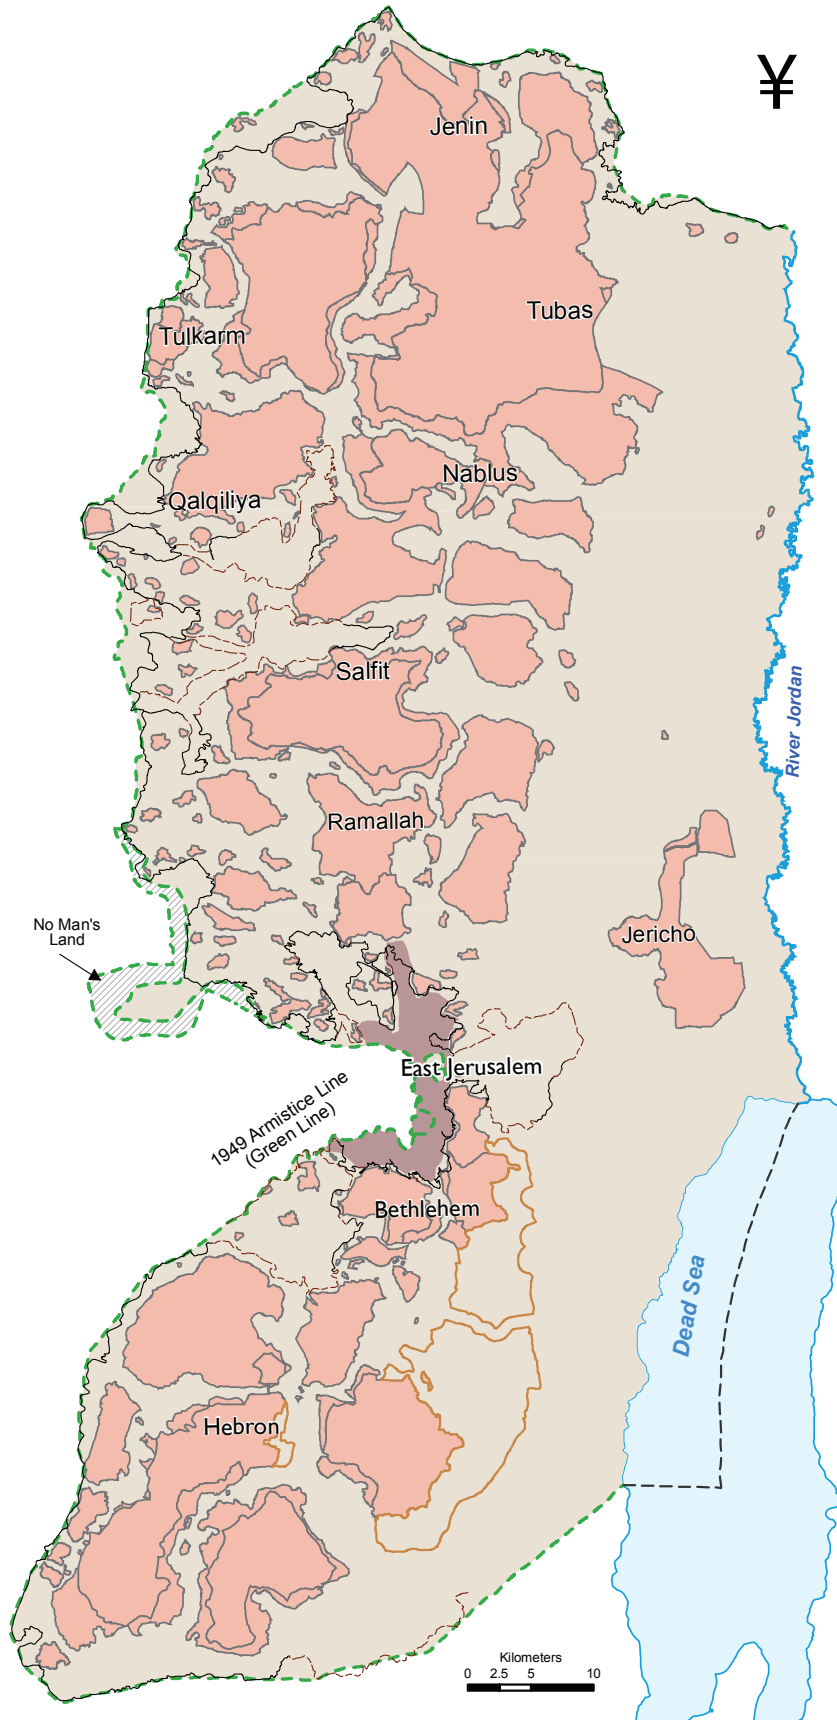 ¥
Jenin
Tubas
Tulkarm
Nablus
Qalqiliya
Salfit
River Jordan
Ramallah
No Man's
Land
Jericho
East Jerusalem
1949 Armistice Line
(Green Line)
Bethlehem
Dead Sea
Hebron
Kilometers
0 2.5 5 10